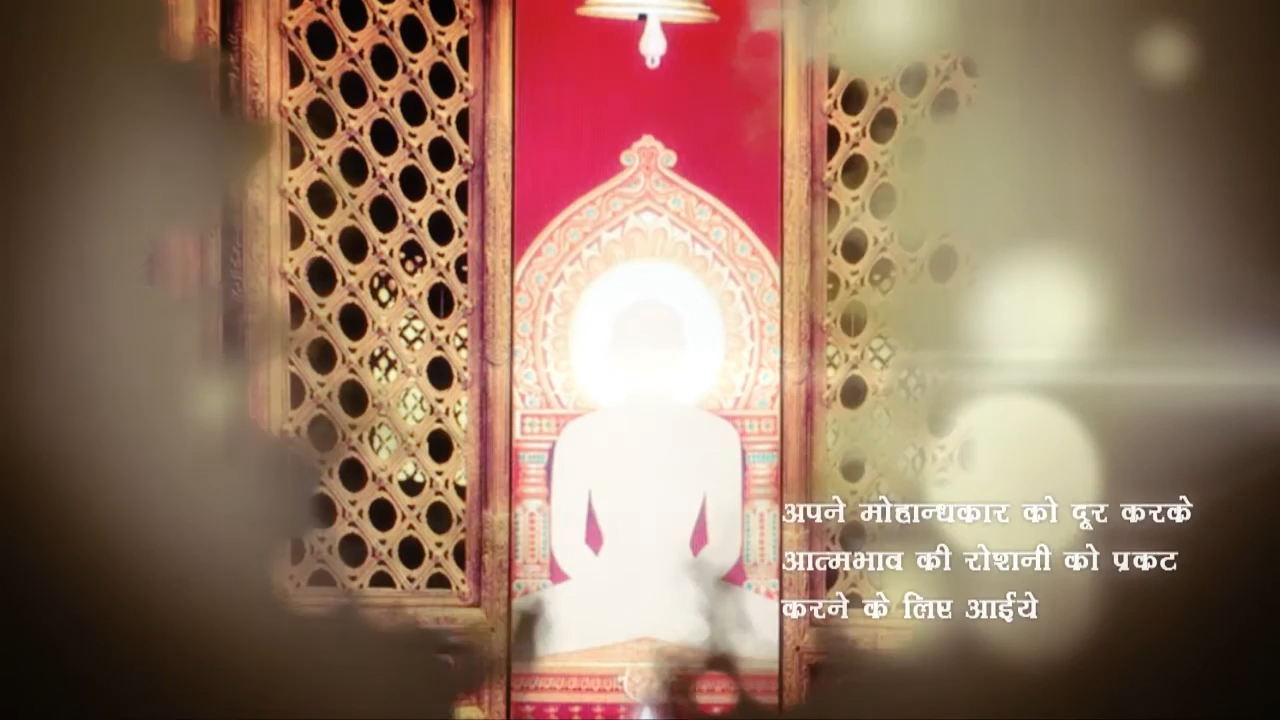 अपने मोहान्धकार को दूर करके
आत्मभाव की रोशनी को प्रकट
करने के लिए आईये